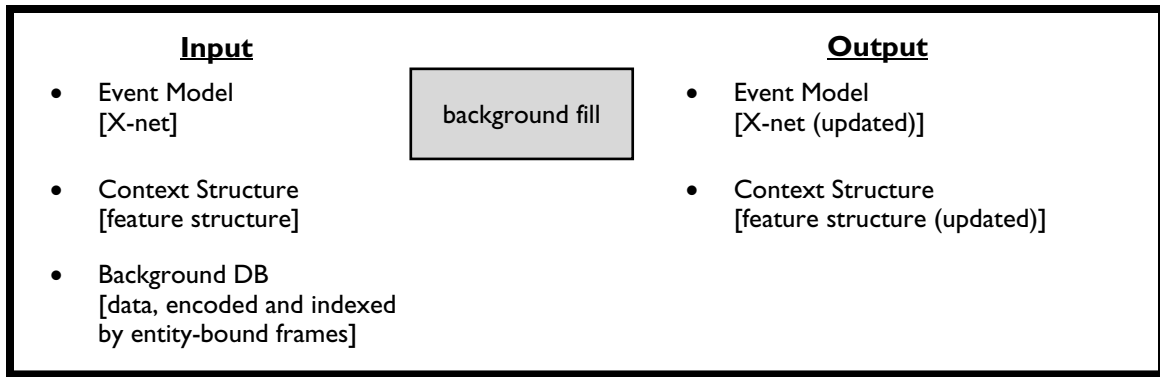 Input
• Event Model
[X-net]
• Context Structure
[feature structure]
• Background DB
[data, encoded and indexed
by entity-bound frames]
background fill
Output
• Event Model
[X-net (updated)]
• Context Structure
[feature structure (updated)]